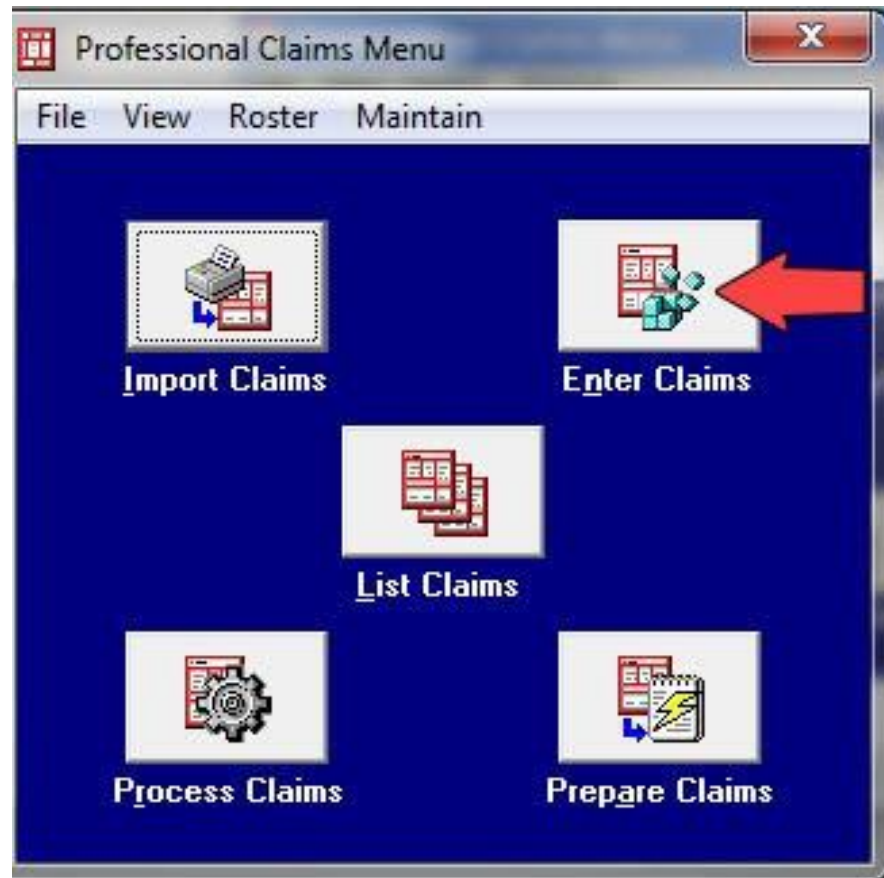 Professional Claims Menu
File View Roster Maintain
Import Claims
Enter Claims
List Claims
Process Claims
Prepare Claims